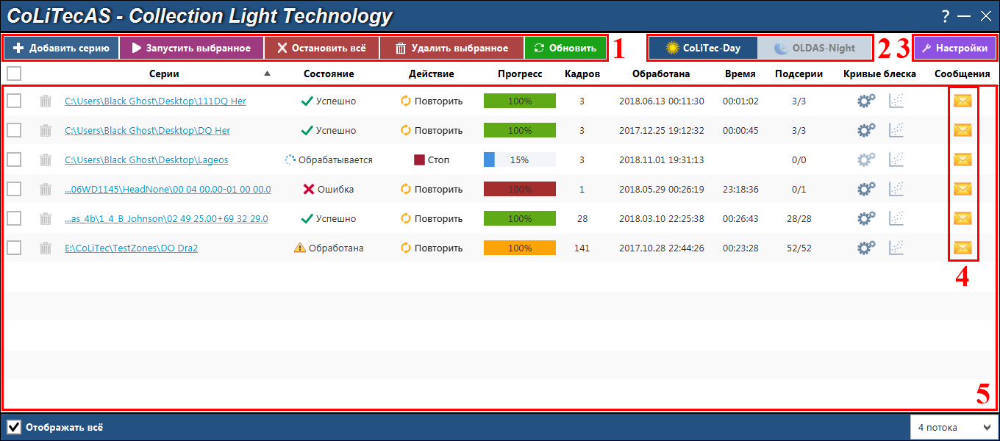 CoLiTecAS - Collection Light Technology ?
Добавить серию Запустить выбранное Остановить всё Удалить выбранное Обновить 1 CoLiTec-Day OLDAS-Night 2 3 Настройки
Серии Состояние Действие Прогресс Кадров Обработана Время Подсерии Кривые блеска Сообщения
C:\Users\Black Ghost\Desktop\111DQ Her Успешно Повторить 100% 3 2018.06.13 00:11:30 00:01:02 3/3
C:\Users\Black Ghost\Desktop\DQ Her Успешно Повторить 100% 3 2017.12.25 19:12:32 00:00:45 3/3
C:\Users\Black Ghost\Desktop\Lageos Обрабатывается Стоп 15% 3 2018.11.01 19:31:13 0/0
...06WD1145\HeadNone\00 04 00.00-01 00 00.0 Ошибка Повторить 100% 1 2018.05.29 00:26:19 23:18:36 0/1
...as_4b\1_4_B_Johnson\02 49 25.00+69 32 29.0 Успешно Повторить 100% 28 2018.03.10 22:25:38 00:26:43 28/28
E:\CoLiTec\TestZones\DO Dra2 Обработана Повторить 100% 141 2017.10.28 22:44:26 00:23:28 52/52
4
5
Отображать всё 4 потока